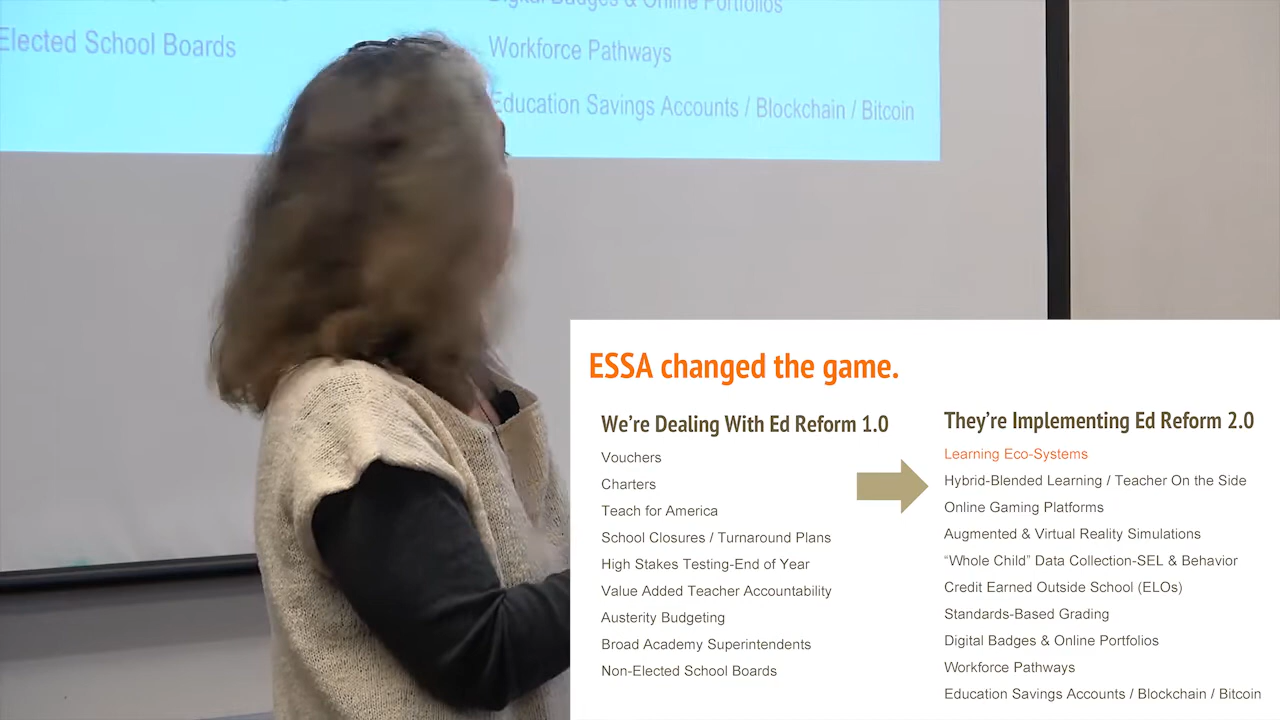 Digital Badges & Online Portfolios
Elected School Boards
Workforce Pathways
Education Savings Accounts / Blockchain / Bitcoin
ESSA changed the game.
We’re Dealing With Ed Reform 1.0
Vouchers
Charters
Teach for America
School Closures / Turnaround Plans
High Stakes Testing-End of Year
Value Added Teacher Accountability
Austerity Budgeting
Broad Academy Superintendents
Non-Elected School Boards
They’re Implementing Ed Reform 2.0
Learning Eco-Systems
Hybrid-Blended Learning / Teacher On the Side
Online Gaming Platforms
Augmented & Virtual Reality Simulations
“Whole Child” Data Collection-SEL & Behavior
Credit Earned Outside School (ELOs)
Standards-Based Grading
Digital Badges & Online Portfolios
Workforce Pathways
Education Savings Accounts / Blockchain / Bitcoin